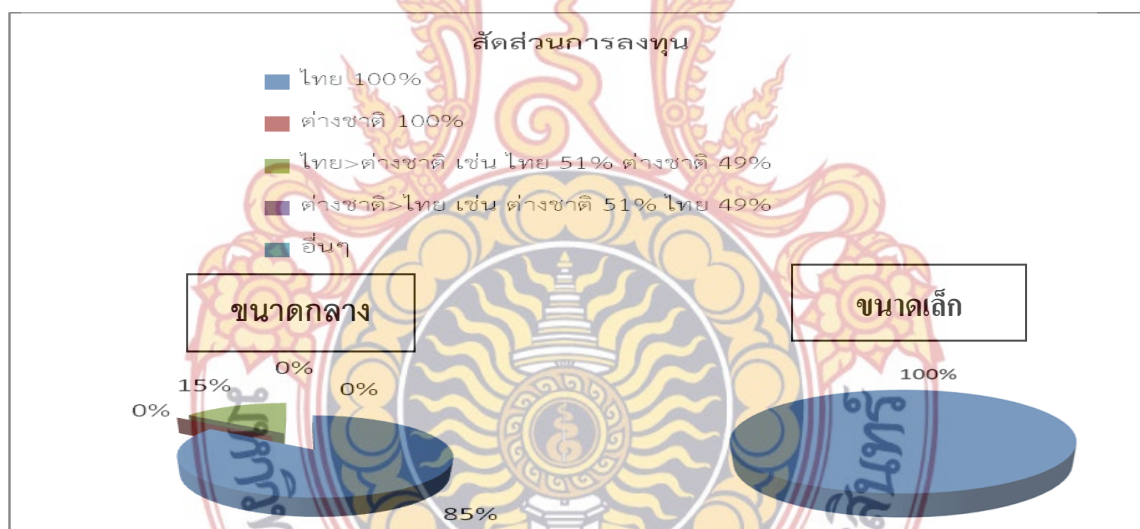 สัดส่วนการลงทุน
ไทย 100%
ต่างชาติ 100%
ไทย>ต่างชาติ เช่น ไทย 51% ต่างชาติ 49%
ต่างชาติ>ไทย เช่น ต่างชาติ 51% ไทย 49%
อื่นๆ
ขนาดกลาง
ขนาดเล็ก
0%
15%
0%
0%
85%
100%